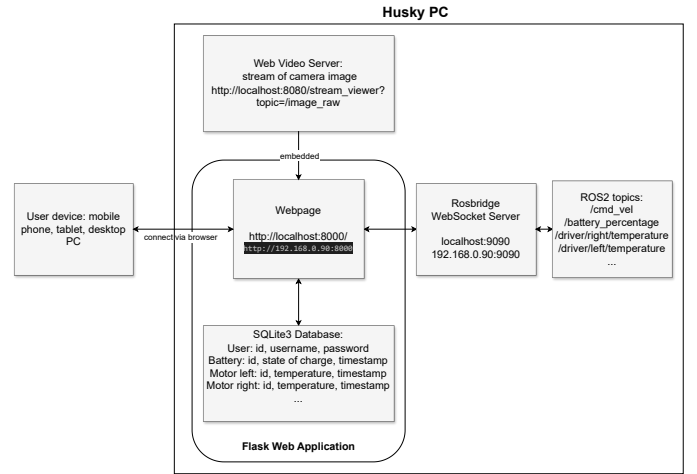 Husky PC
Web Video Server:
stream of camera image
http://localhost:8080/stream_viewer?
topic=/image_raw
embedded
User device: mobile
phone, tablet, desktop
PC
connect via browser
Webpage
http://localhost:8000/
http://192.168.0.90:8000
Rosbridge
WebSocket Server
localhost:9090
192.168.0.90:9090
ROS2 topics:
/cmd_vel
/battery_percentage
/driver/right/temperature
/driver/left/temperature
...
SQLite3 Database:
User: id, username, password
Battery: id, state of charge, timestamp
Motor left: id, temperature, timestamp
Motor right: id, temperature, timestamp
...
Flask Web Application